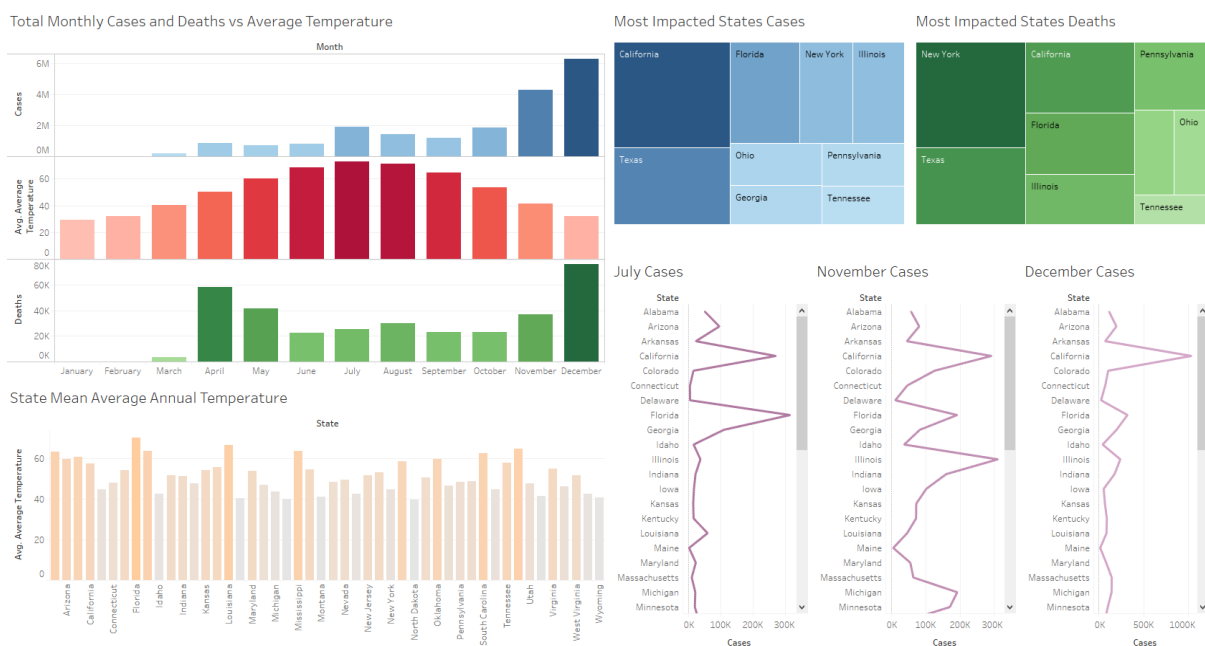 Total Monthly Cases and Deaths vs Average Temperature
Month
Cases
6M
4M
2M
0M
Avg. Average
Temperature
60
40
20
0
Deaths
80K
60K
40K
20K
0K
January February March April May June July August September October November December
State Mean Average Annual Temperature
State
Avg. Average Temperature
60
40
20
0
Arizona
California
Connecticut
Florida
Idaho
Indiana
Kansas
Louisiana
Maryland
Michigan
Mississippi
Montana
Nevada
New Jersey
New York
North Dakota
Oklahoma
Pennsylvania
South Carolina
Tennessee
Utah
Virginia
West Virginia
Wyoming
Most Impacted States Cases
California
Florida
New York
Illinois
Texas
Ohio
Pennsylvania
Georgia
Tennessee
Most Impacted States Deaths
New York
California
Pennsylvania
Florida
Ohio
Texas
Illinois
Tennessee
July Cases
State
Alabama
Arizona
Arkansas
California
Colorado
Connecticut
Delaware
Florida
Georgia
Idaho
Illinois
Indiana
Iowa
Kansas
Kentucky
Louisiana
Maine
Maryland
Massachusetts
Michigan
Minnesota
0K 100K 200K 300K
Cases
November Cases
State
Alabama
Arizona
Arkansas
California
Colorado
Connecticut
Delaware
Florida
Georgia
Idaho
Illinois
Indiana
Iowa
Kansas
Kentucky
Louisiana
Maine
Maryland
Massachusetts
Michigan
Minnesota
0K 100K 200K 300K
Cases
December Cases
State
Alabama
Arizona
Arkansas
California
Colorado
Connecticut
Delaware
Florida
Georgia
Idaho
Illinois
Indiana
Iowa
Kansas
Kentucky
Louisiana
Maine
Maryland
Massachusetts
Michigan
Minnesota
0K 500K 1000K
Cases